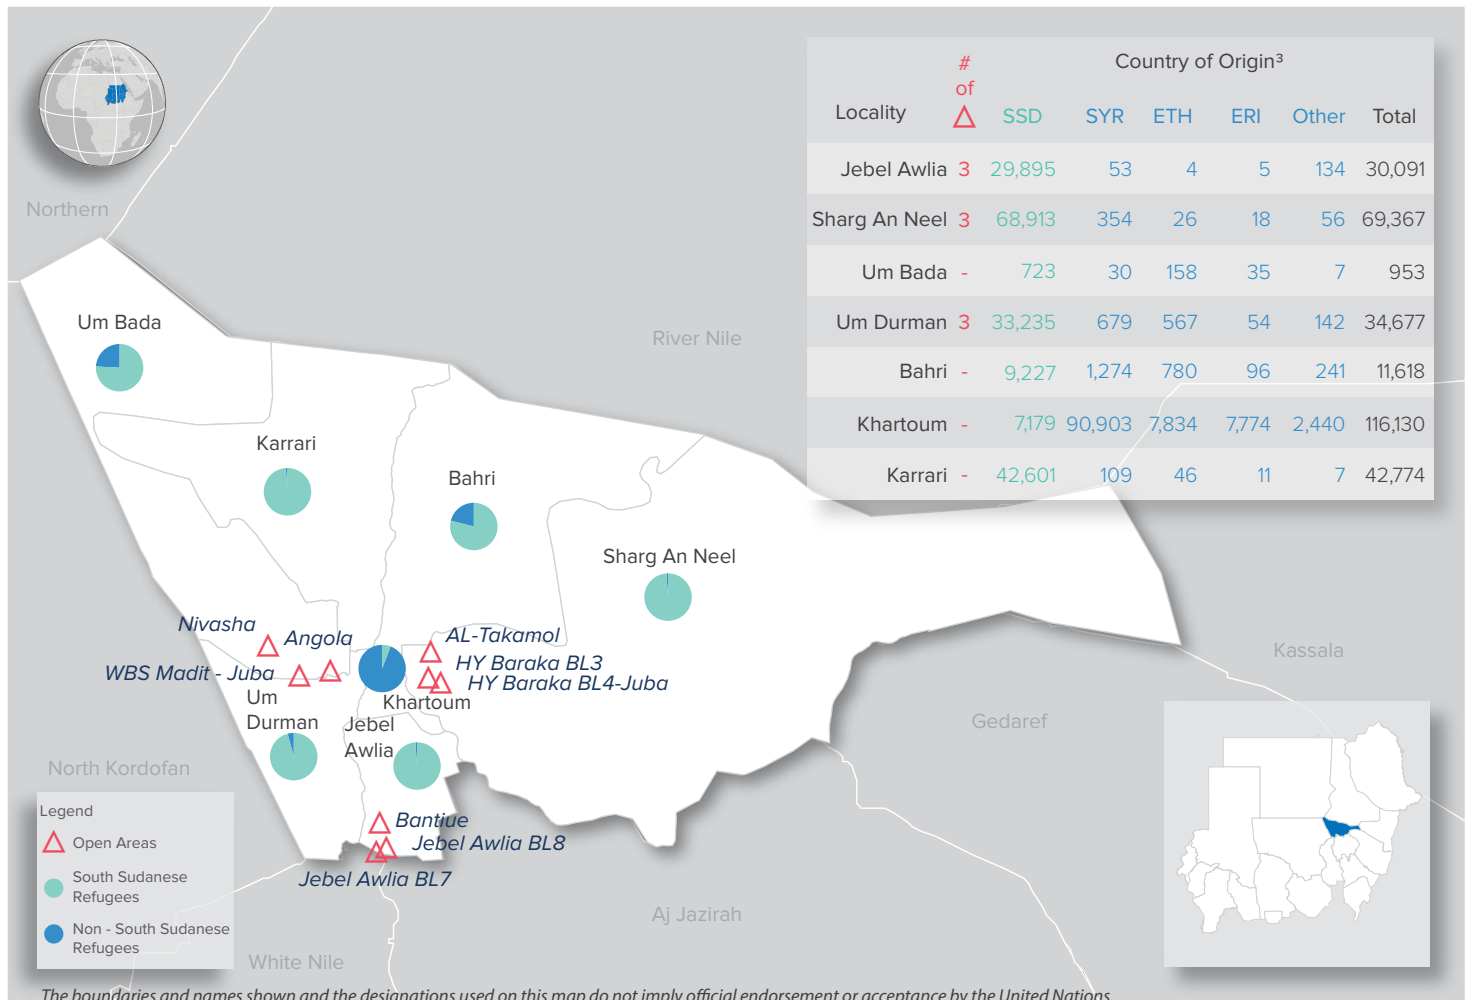 # of
Country of Origin³
Locality SSD SYR ETH ERI Other Total
Jebel Awlia 3 29,895 53 4 5 134 30,091
Sharg An Neel 3 68,913 354 26 18 56 69,367
Um Bada - 723 30 158 35 7 953
Um Durman 3 33,235 679 567 54 142 34,677
Bahri - 9,227 1,274 780 96 241 11,618
Khartoum - 7,179 90,903 7,834 7,774 2,440 116,130
Karrari - 42,601 109 46 11 7 42,774
Northern
River Nile
Um Bada
Karrari
Bahri
Sharg An Neel
Nivasha
Angola
AL-Takamol
WBS Madit - Juba
HY Baraka BL3
HY Baraka BL4-Juba
Um
Durman
Khartoum
Jebel
Awlia
Kassala
Gedaref
North Kordofan
Bantiue
Jebel Awlia BL8
Jebel Awlia BL7
Aj Jazirah
White Nile
Legend
Open Areas
South Sudanese
Refugees
Non - South Sudanese
Refugees
The boundaries and names shown and the designations used on this map do not imply official endorsement or acceptance by the United Nations